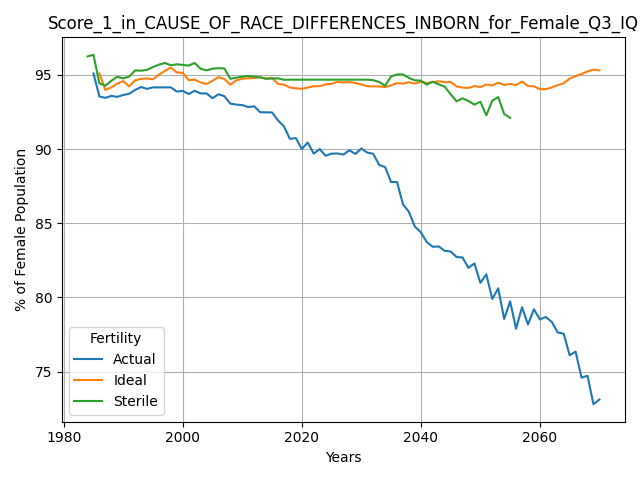 Score_1_in_CAUSE_OF_RACE_DIFFERENCES_INBORN_for_Female_Q3_IQ
% of Female Population
95
90
85
80
75
Fertility
Actual
Ideal
Sterile
1980
2000
2020
2040
2060
Years